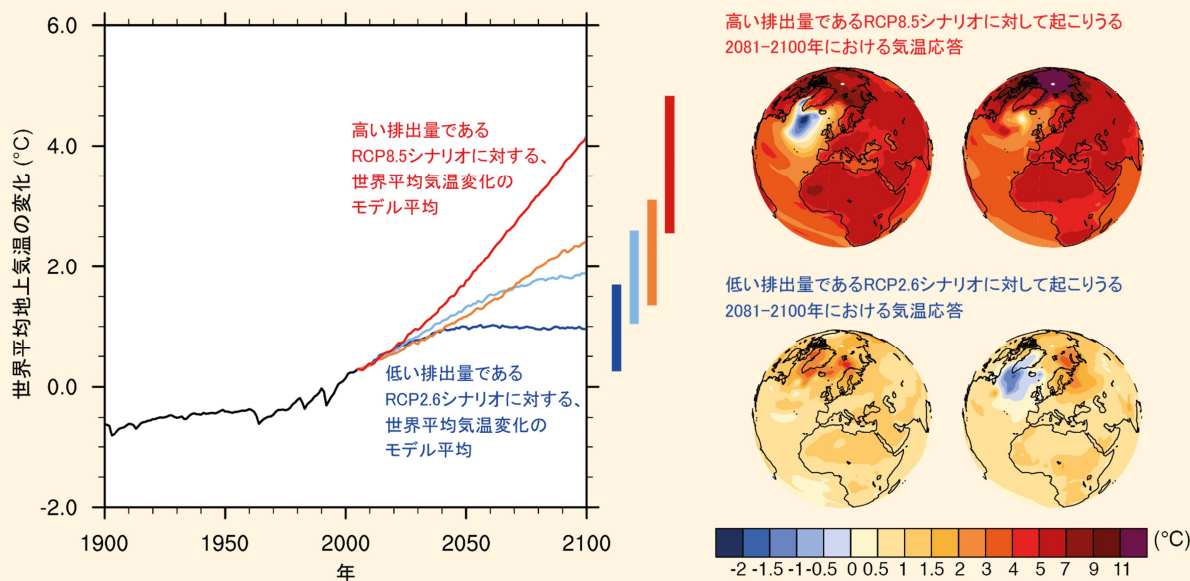 世界平均地上気温の変化 (°C)
6.0
4.0
2.0
0.0
-2.0
1900
1950
2000
2050
2100
年
高い排出量である
RCP8.5シナリオに対する、
世界平均気温変化の
モデル平均
低い排出量である
RCP2.6シナリオに対する、
世界平均気温変化の
モデル平均
高い排出量であるRCP8.5シナリオに対して起こりうる
2081-2100年における気温応答
低い排出量であるRCP2.6シナリオに対して起こりうる
2081-2100年における気温応答
(°C)
-2 -1.5 -1 -0.5 0 0.5 1 1.5 2 3 4 5 7 9 11